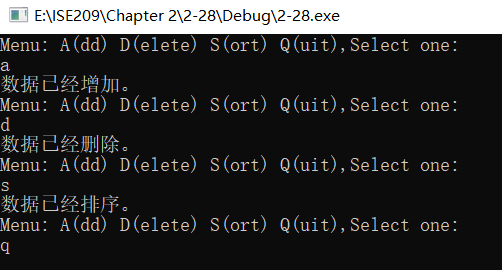 E:\ISE209\Chapter 2\2-28\Debug\2-28.exe
Menu: A(dd) D(elete) S(ort) Q(uit),Select one:
a
数据已经增加。
Menu: A(dd) D(elete) S(ort) Q(uit),Select one:
d
数据已经删除。
Menu: A(dd) D(elete) S(ort) Q(uit),Select one:
s
数据已经排序。
Menu: A(dd) D(elete) S(ort) Q(uit),Select one:
q